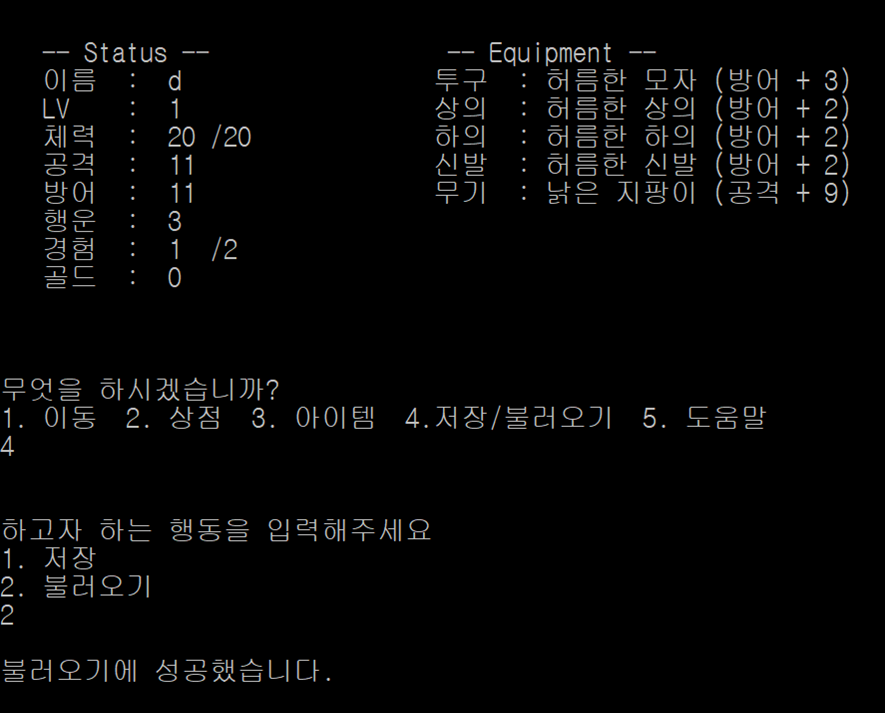 -- Status --                -- Equipment --
이름 : d                투구 : 허름한 모자 (방어 + 3)
LV : 1                상의 : 허름한 상의 (방어 + 2)
체력 : 20 /20                하의 : 허름한 하의 (방어 + 2)
공격 : 11                신발 : 허름한 신발 (방어 + 2)
방어 : 11                무기 : 낡은 지팡이 (공격 + 9)
행운 : 3
경험 : 1 /2
골드 : 0
무엇을 하시겠습니까?
1. 이동 2. 상점 3. 아이템 4.저장/불러오기 5. 도움말
4
하고자 하는 행동을 입력해주세요
1. 저장
2. 불러오기
2
불러오기에 성공했습니다.